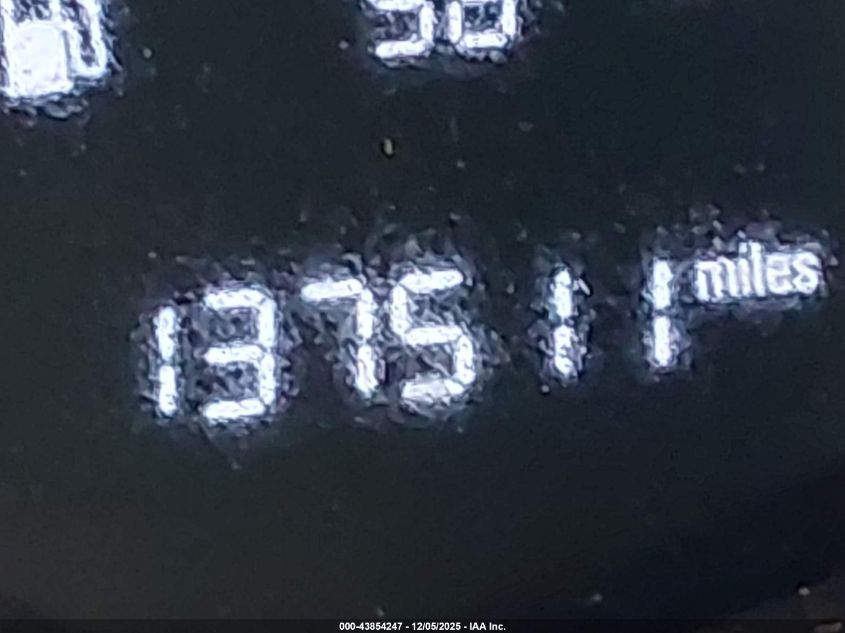 137511 miles
000-43854247 - 12/05/2025 - IAA Inc.